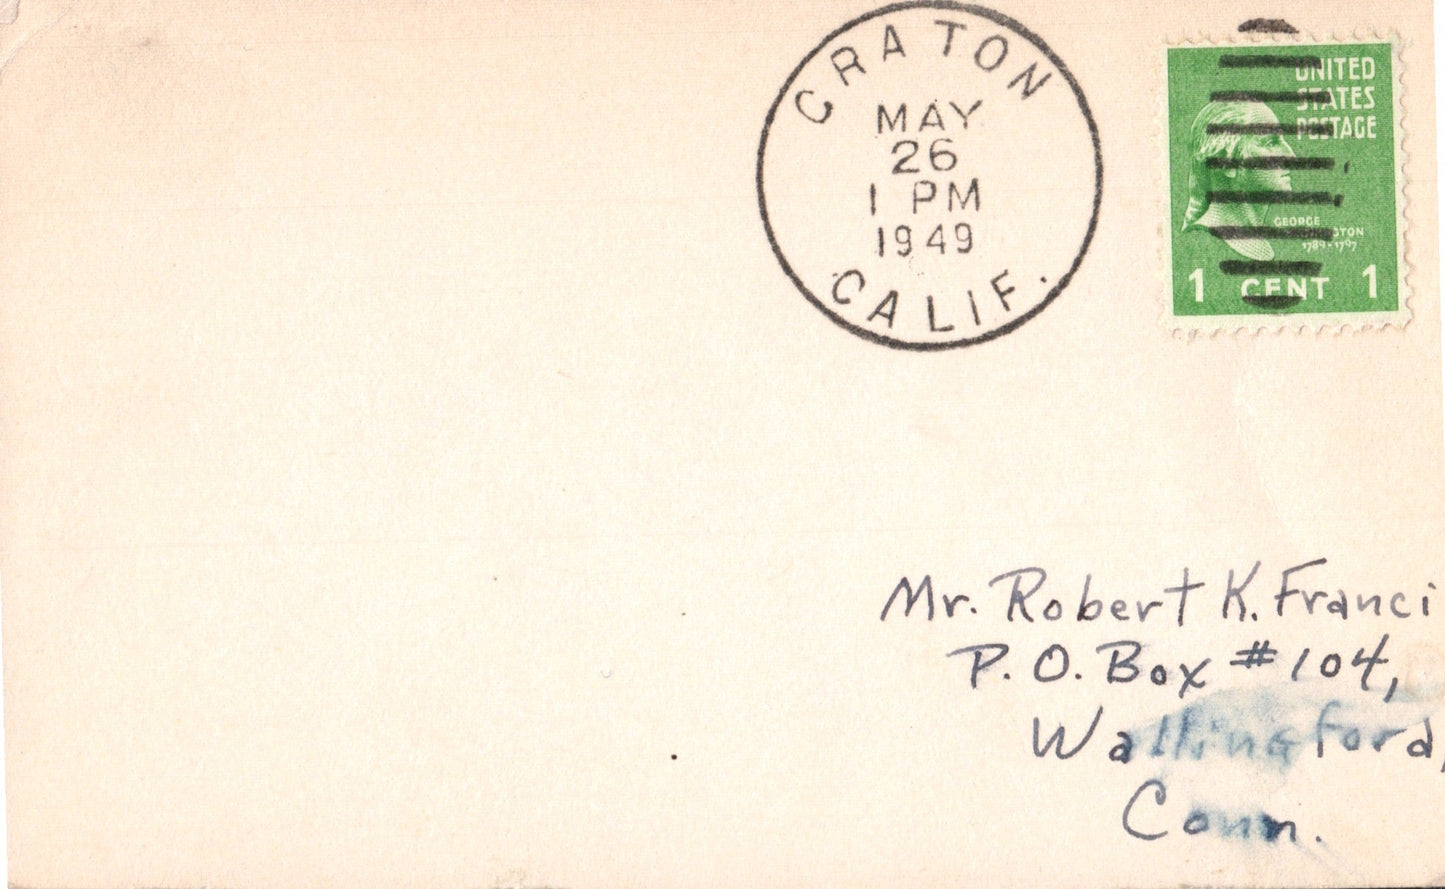 CRATON
MAY
26
1 PM
1949
CALIF.
UNITED
STATES
POSTAGE
GEORGE
1789-1797
1 CENT 1
Mr. Robert K. Franci
P.O. Box #104,
Wallingford,
Conn.